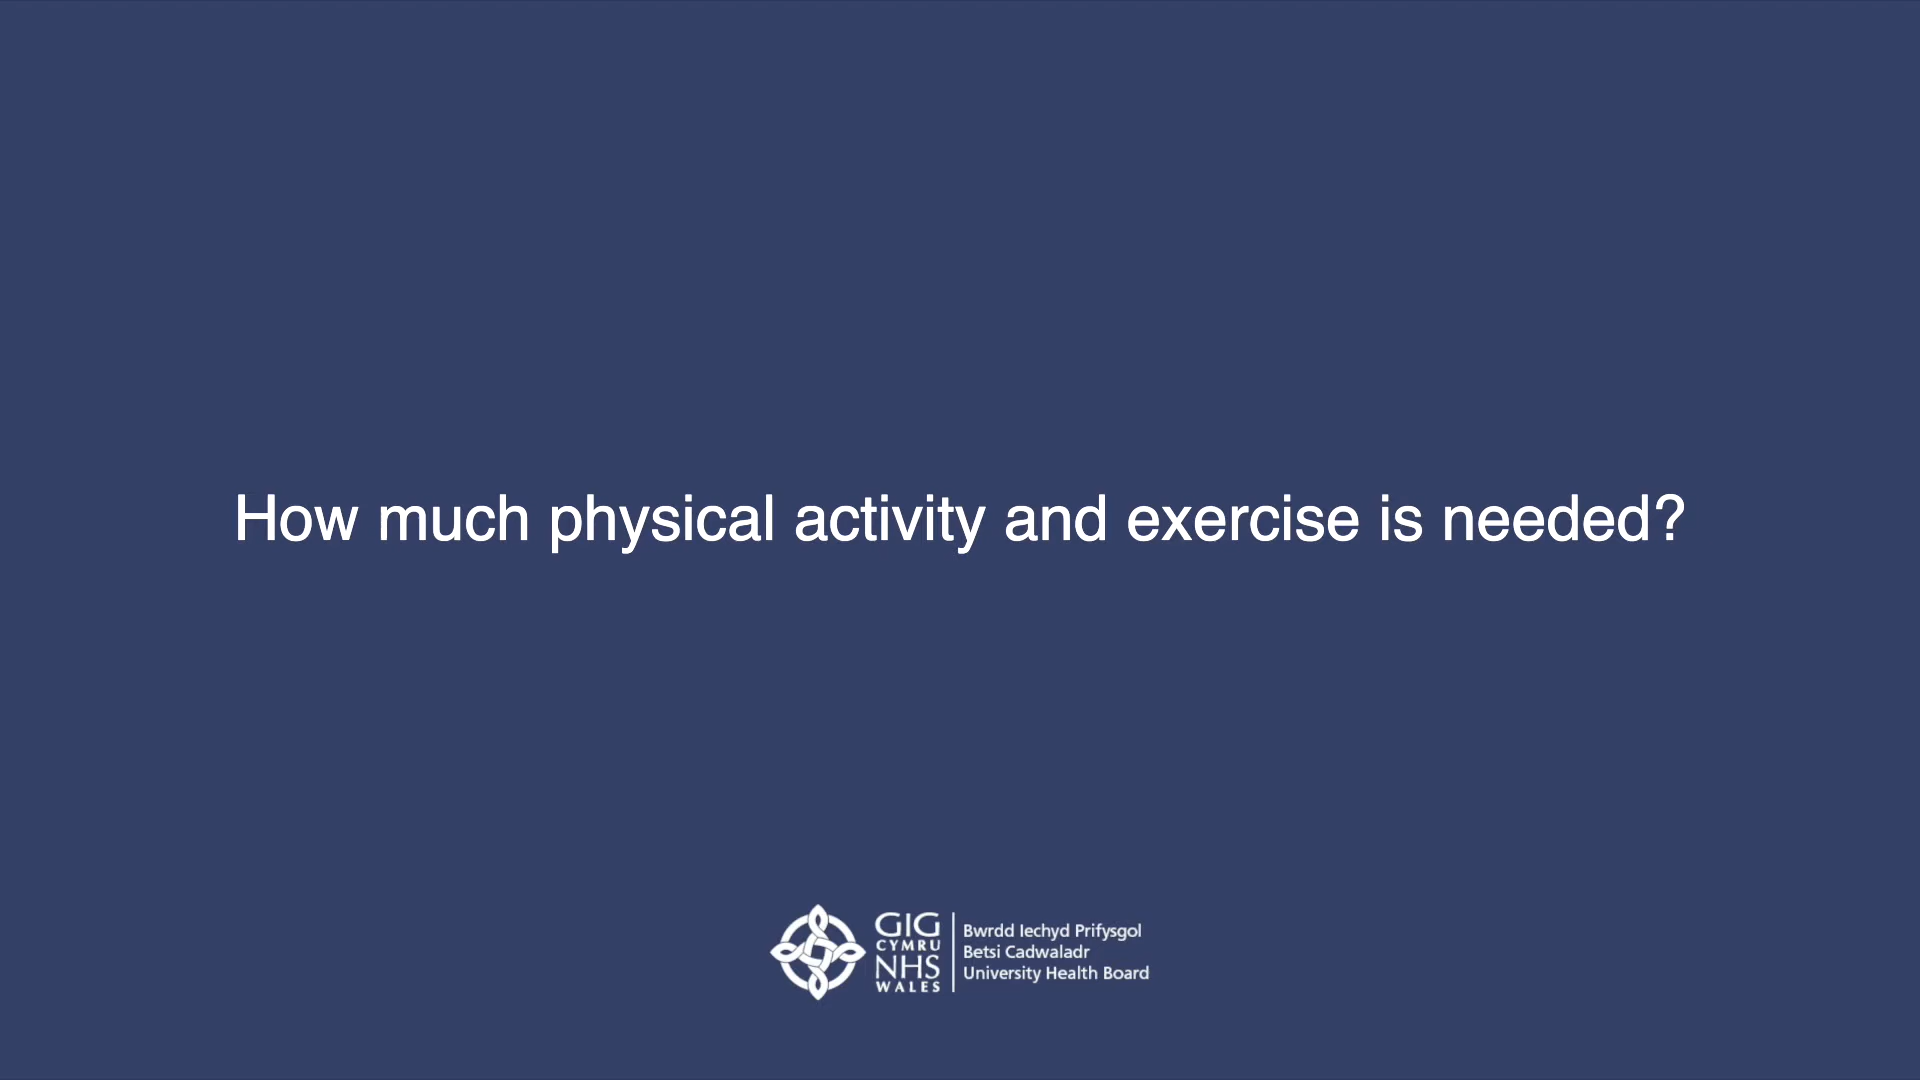 How much physical activity and exercise is needed?
GIG
CYMRU
NHS
WALES
Bwrdd Iechyd Prifysgol
Betsi Cadwaladr
University Health Board